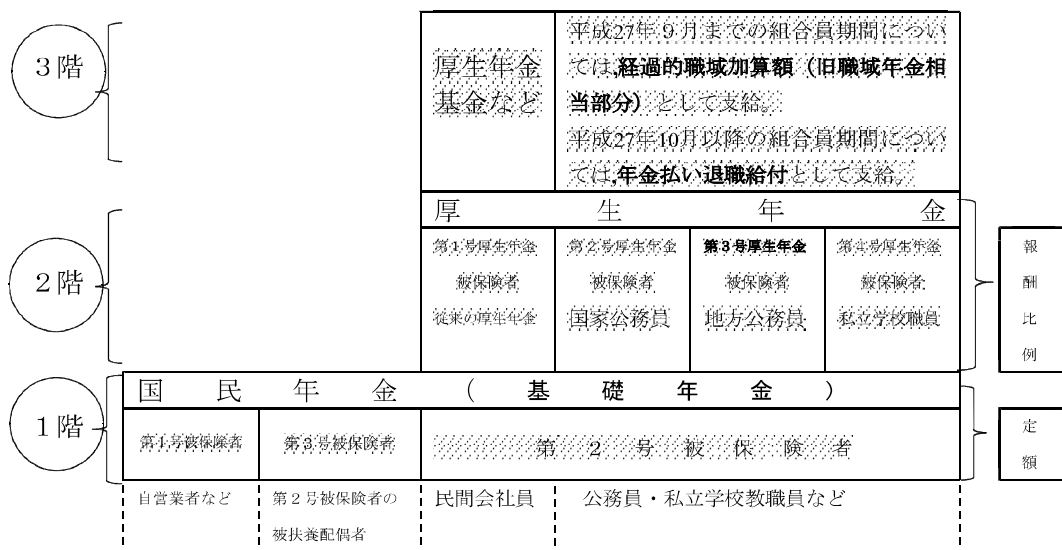 3階
厚生年金
基金など
平成27年9月までの組合員期間につい
ては,経過的職域加算額（旧職域年金相
当部分）として支給。
平成27年10月以降の組合員期間につい
ては,年金払い退職給付として支給。
2階
厚生年金
第1号厚生年金
被保険者
従来の厚生年金
第2号厚生年金
被保険者
国家公務員
第3号厚生年金
被保険者
地方公務員
第4号厚生年金
被保険者
私立学校職員
報
酬
比
例
1階
国民年金（基礎年金）
第1号被保険者
第3号被保険者
第2号被保険者
定
額
自営業者など
第2号被保険者の
被扶養配偶者
民間会社員
公務員・私立学校教職員など